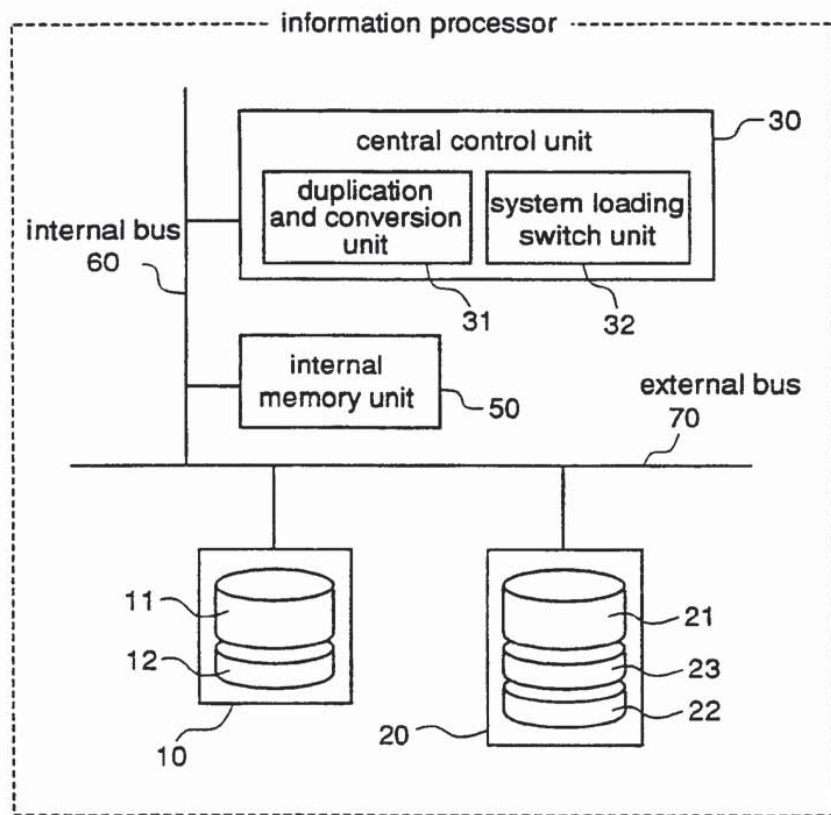 information processor
30
central control unit
duplication
and conversion
unit
system loading
switch unit
internal bus
60
31
32
internal
memory unit
50
external bus
70
11
12
21
23
22
10
20